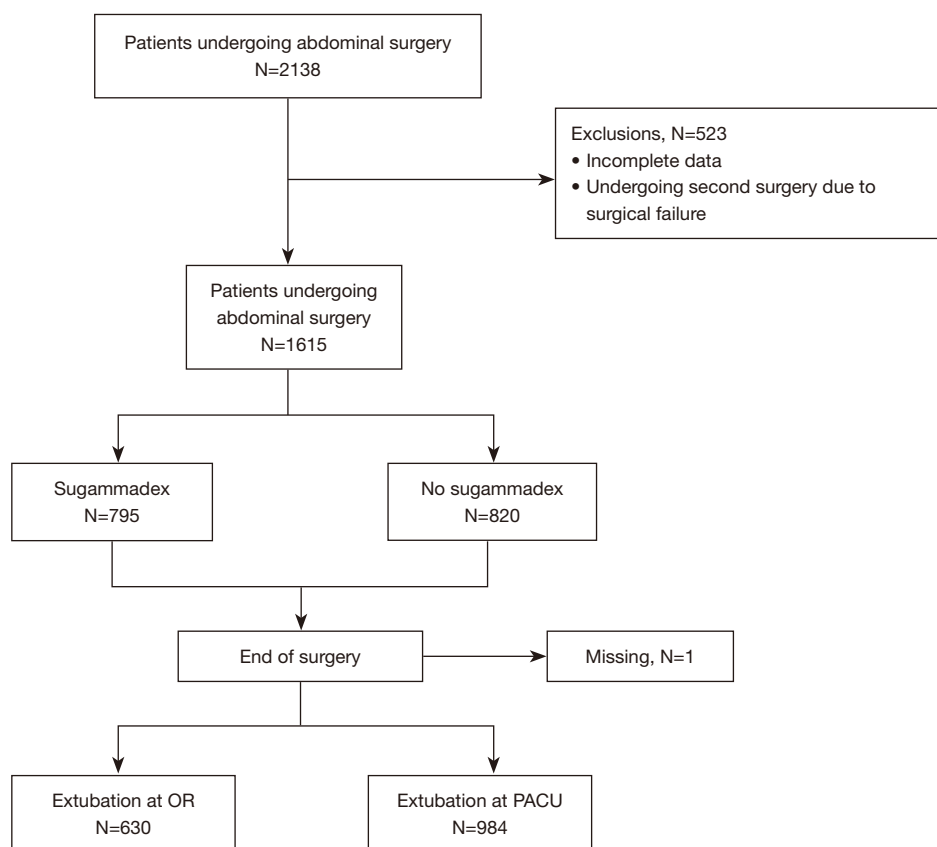 Patients undergoing abdominal surgery
N=2138
Exclusions, N=523
• Incomplete data
• Undergoing second surgery due to
surgical failure
Patients undergoing
abdominal surgery
N=1615
Sugammadex
N=795
No sugammadex
N=820
End of surgery
Missing, N=1
Extubation at OR
N=630
Extubation at PACU
N=984